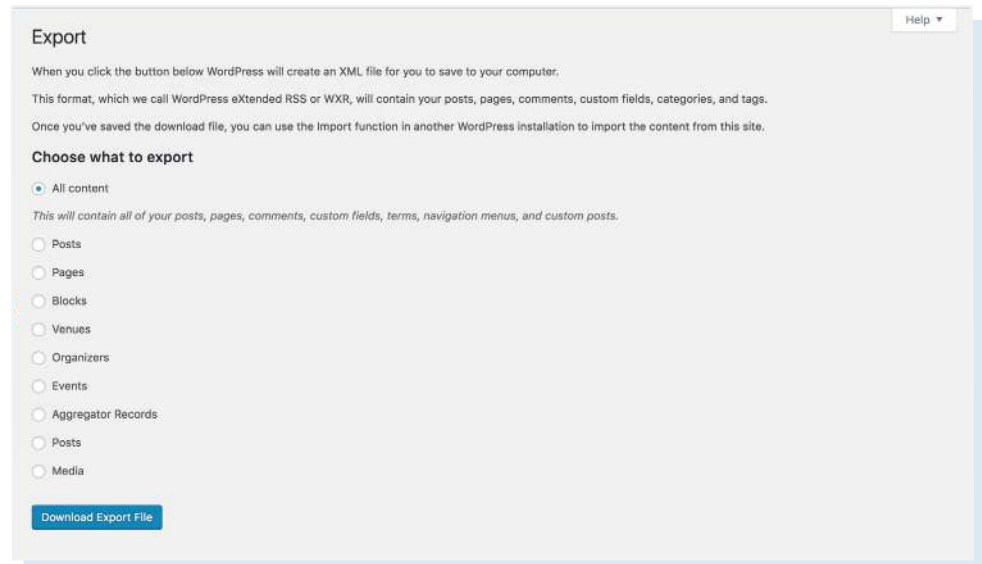 Help ▼
Export
When you click the button below WordPress will create an XML file for you to save to your computer.
This format, which we call WordPress eXtended RSS or WXR, will contain your posts, pages, comments, custom fields, categories, and tags.
Once you've saved the download file, you can use the Import function in another WordPress installation to import the content from this site.
Choose what to export
All content
This will contain all of your posts, pages, comments, custom fields, terms, navigation menus, and custom posts.
Posts
Pages
Blocks
Venues
Organizers
Events
Aggregator Records
Posts
Media
Download Export File